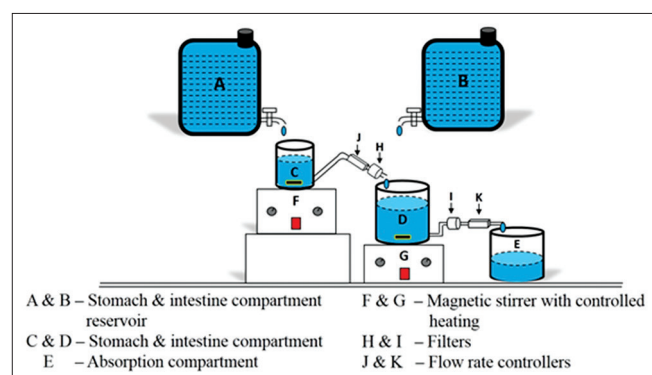 A
B
J
H
C
F
I
K
D
E
G
A & B – Stomach & intestine compartment
reservoir
C & D – Stomach & intestine compartment
E – Absorption compartment
F & G – Magnetic stirrer with controlled
heating
H & I – Filters
J & K – Flow rate controllers